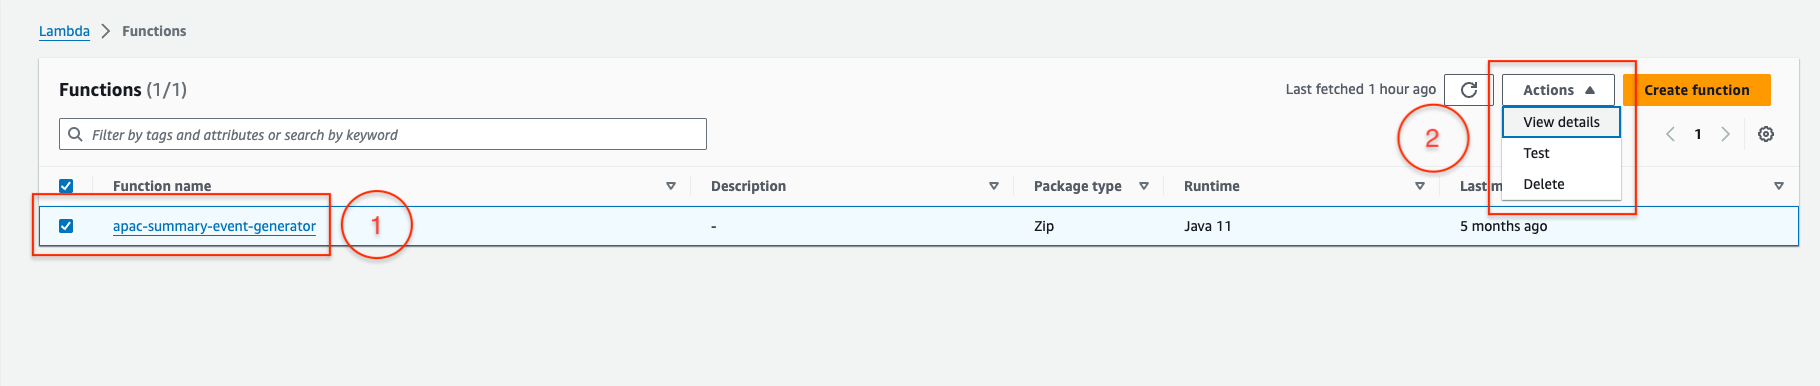 Lambda > Functions
Functions (1/1)
Last fetched 1 hour ago
Actions
Create function
Filter by tags and attributes or search by keyword
2
View details
1
Test
Delete
Function name
Description
Package type
Runtime
Last m
apac-summary-event-generator
1
-
Zip
Java 11
5 months ago